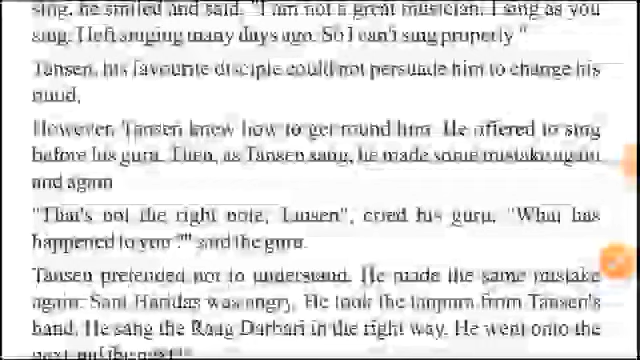 sing, he smiled and said. "I am not a great musician. I sing as you
sing. I left singing many days ago. So I can't sing properly."
Tansen, his favourite disciple could not persuade him to change his
mind.
However, Tansen knew how to get round him. He offered to sing
before his guru. Then, as Tansen sang, he made some mistake again
and again
"That's not the right note, Tansen", cried his guru. "What has
happened to you?" said the guru.
Tansen pretended not to understand. He made the same mistake
again. Sant Haridas was angry. He took the tanpura from Tansen's
hand. He sang the Raag Darbari in the right way. He went onto the
next